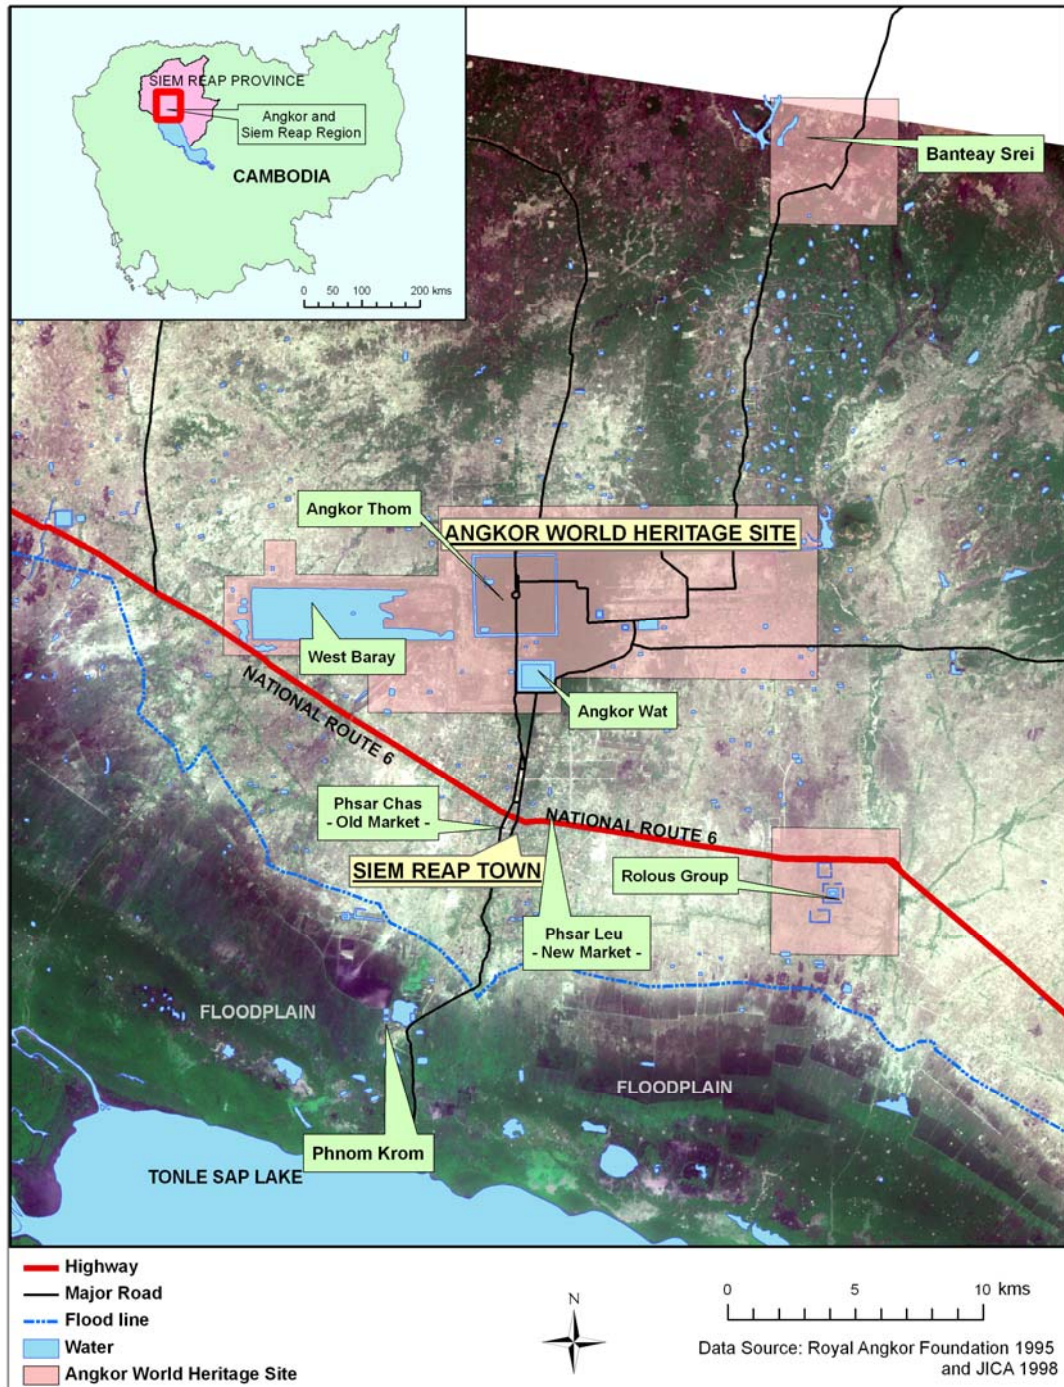 SIEM REAP PROVINCE
Angkor and
Siem Reap Region
CAMBODIA
0 50 100 200 kms
Banteay Srei
Angkor Thom
ANGKOR WORLD HERITAGE SITE
West Baray
Angkor Wat
NATIONAL ROUTE 6
Phsar Chas
- Old Market -
NATIONAL ROUTE 6
SIEM REAP TOWN
Rolous Group
Phsar Leu
- New Market -
FLOODPLAIN
FLOODPLAIN
Phnom Krom
TONLE SAP LAKE
Highway
Major Road
Flood line
Water
Angkor World Heritage Site
N
0 5 10 kms
Data Source: Royal Angkor Foundation 1995
and JICA 1998